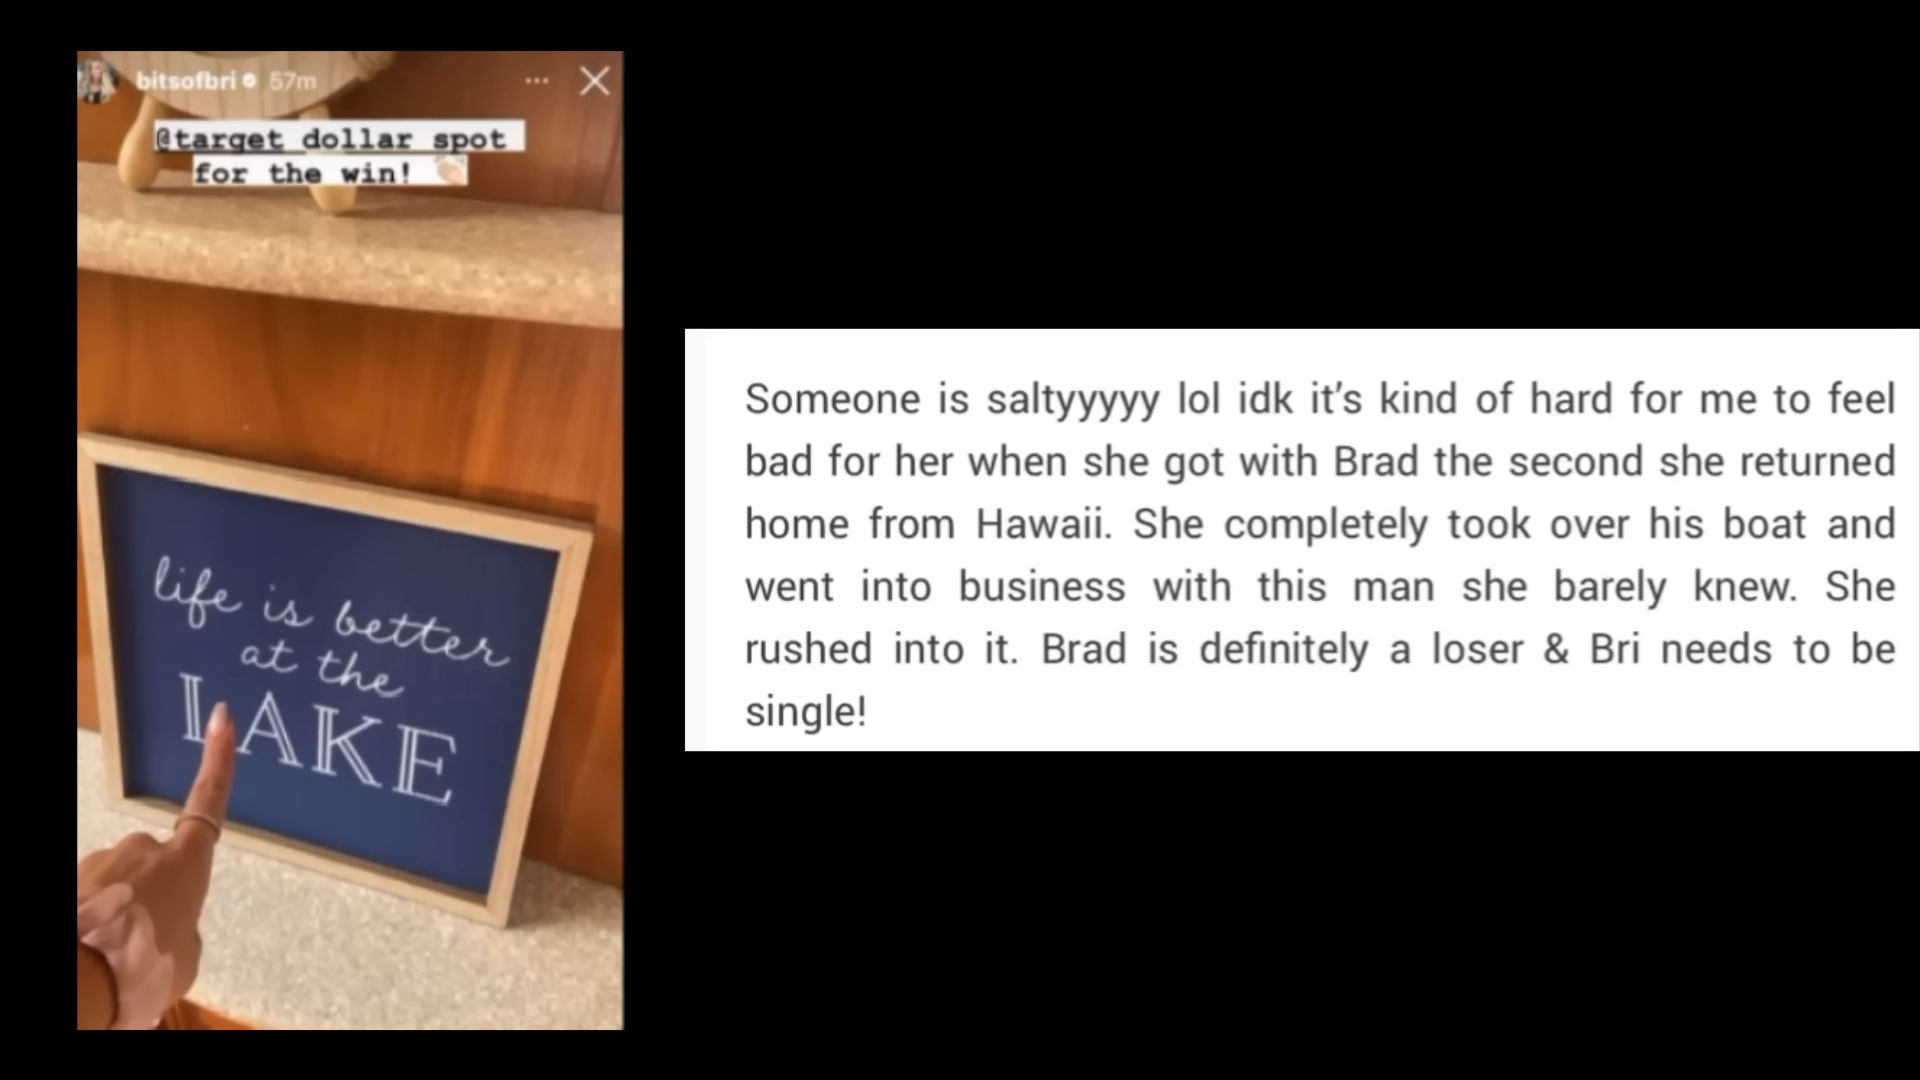 bitsofbri 57m
@target dollar spot
for the win!
life is better
at the
LAKE
Someone is saltyyyyy lol idk it’s kind of hard for me to feel
bad for her when she got with Brad the second she returned
home from Hawaii. She completely took over his boat and
went into business with this man she barely knew. She
rushed into it. Brad is definitely a loser & Bri needs to be
single!